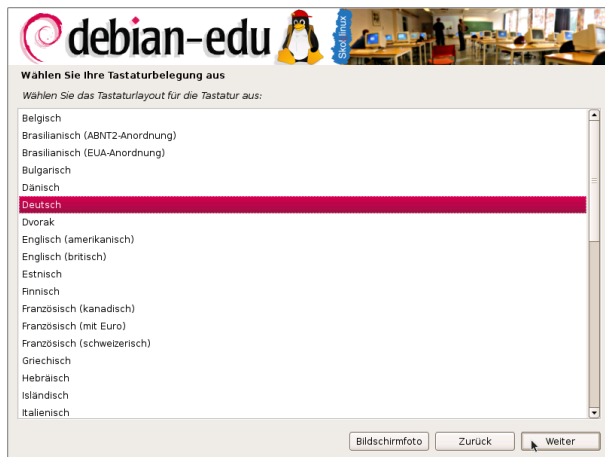 debian-edu
Skolelinux
Wählen Sie Ihre Tastaturbelegung aus
Wählen Sie das Tastaturlayout für die Tastatur aus:
Belgisch
Brasilianisch (ABNT2-Anordnung)
Brasilianisch (EUA-Anordnung)
Bulgarisch
Dänisch
Deutsch
Dvorak
Englisch (amerikanisch)
Englisch (britisch)
Estnisch
Finnisch
Französisch (kanadisch)
Französisch (mit Euro)
Französisch (schweizerisch)
Griechisch
Hebräisch
Isländisch
Italienisch
Bildschirmfoto
Zurück
Weiter